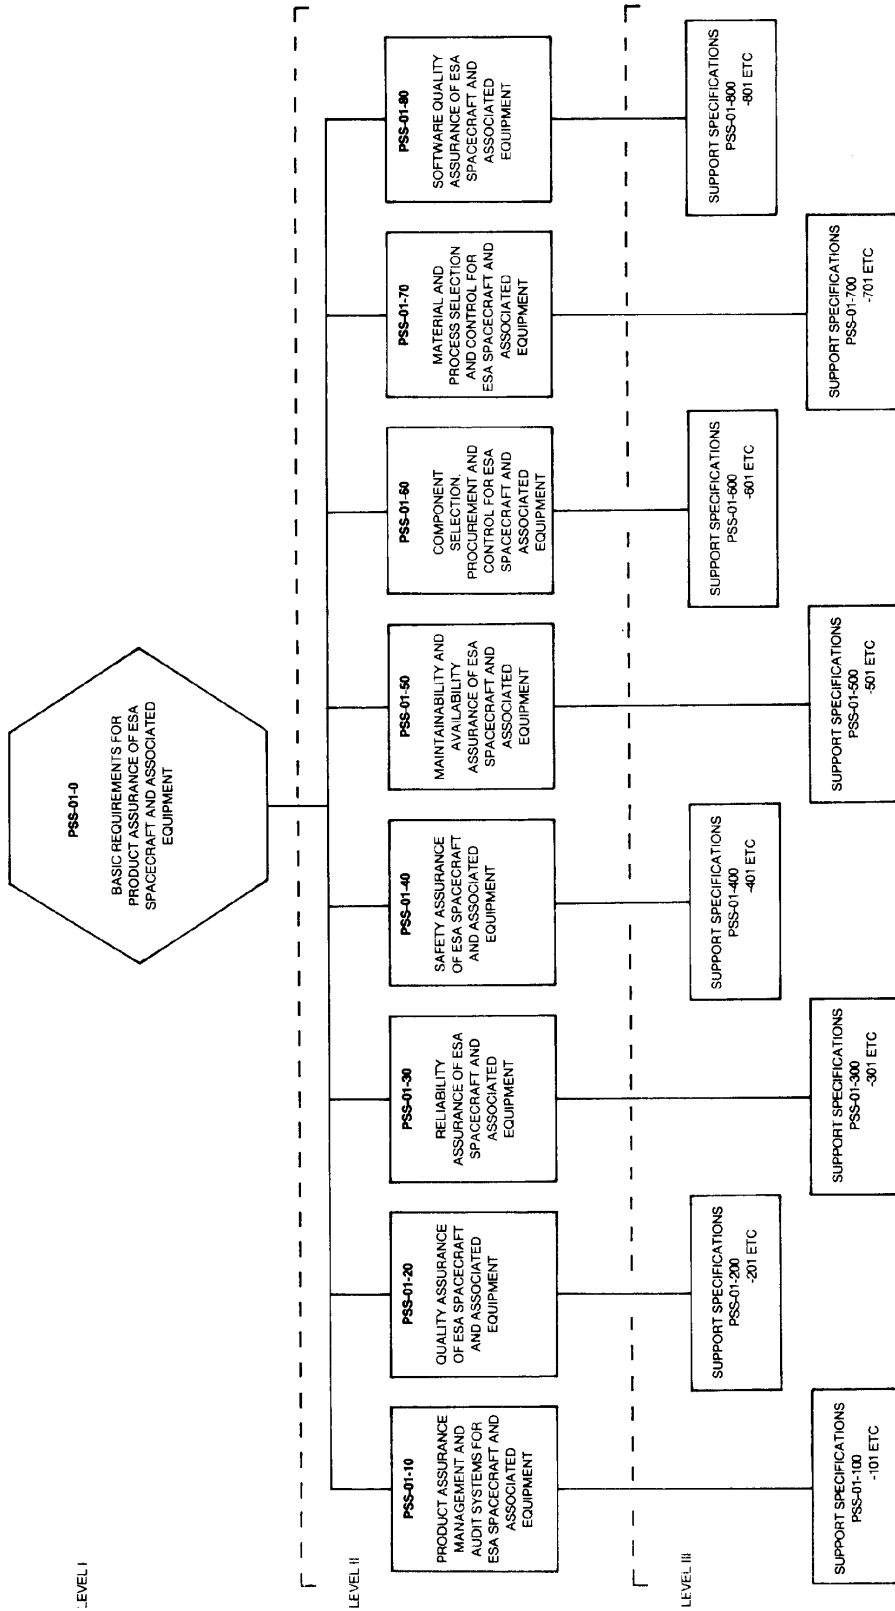 LEVEL I
PSS-01-0
BASIC REQUIREMENTS FOR
PRODUCT ASSURANCE OF ESA
SPACECRAFT AND ASSOCIATED
EQUIPMENT
LEVEL II
PSS-01-10
PRODUCT ASSURANCE
MANAGEMENT AND
AUDIT SYSTEMS FOR
ESA SPACECRAFT AND
ASSOCIATED
EQUIPMENT
PSS-01-20
QUALITY ASSURANCE
OF ESA SPACECRAFT
AND ASSOCIATED
EQUIPMENT
PSS-01-30
RELIABILITY
ASSURANCE OF ESA
SPACECRAFT AND
ASSOCIATED
EQUIPMENT
PSS-01-40
SAFETY ASSURANCE
OF ESA SPACECRAFT
AND ASSOCIATED
EQUIPMENT
PSS-01-50
MAINTAINABILITY AND
AVAILABILITY
ASSURANCE OF ESA
SPACECRAFT AND
ASSOCIATED
EQUIPMENT
PSS-01-60
COMPONENT
SELECTION.
PROCUREMENT AND
CONTROL FOR ESA
SPACECRAFT AND
ASSOCIATED
EQUIPMENT
PSS-01-70
MATERIAL AND
PROCESS SELECTION
AND CONTROL FOR
ESA SPACECRAFT AND
ASSOCIATED
EQUIPMENT
PSS-01-80
SOFTWARE QUALITY
ASSURANCE OF ESA
SPACECRAFT AND
ASSOCIATED
EQUIPMENT
LEVEL III
SUPPORT SPECIFICATIONS
PSS-01-100
-101 ETC
SUPPORT SPECIFICATIONS
PSS-01-200
-201 ETC
SUPPORT SPECIFICATIONS
PSS-01-300
-301 ETC
SUPPORT SPECIFICATIONS
PSS-01-400
-401 ETC
SUPPORT SPECIFICATIONS
PSS-01-500
-501 ETC
SUPPORT SPECIFICATIONS
PSS-01-600
-601 ETC
SUPPORT SPECIFICATIONS
PSS-01-700
-701 ETC
SUPPORT SPECIFICATIONS
PSS-01-800
-801 ETC